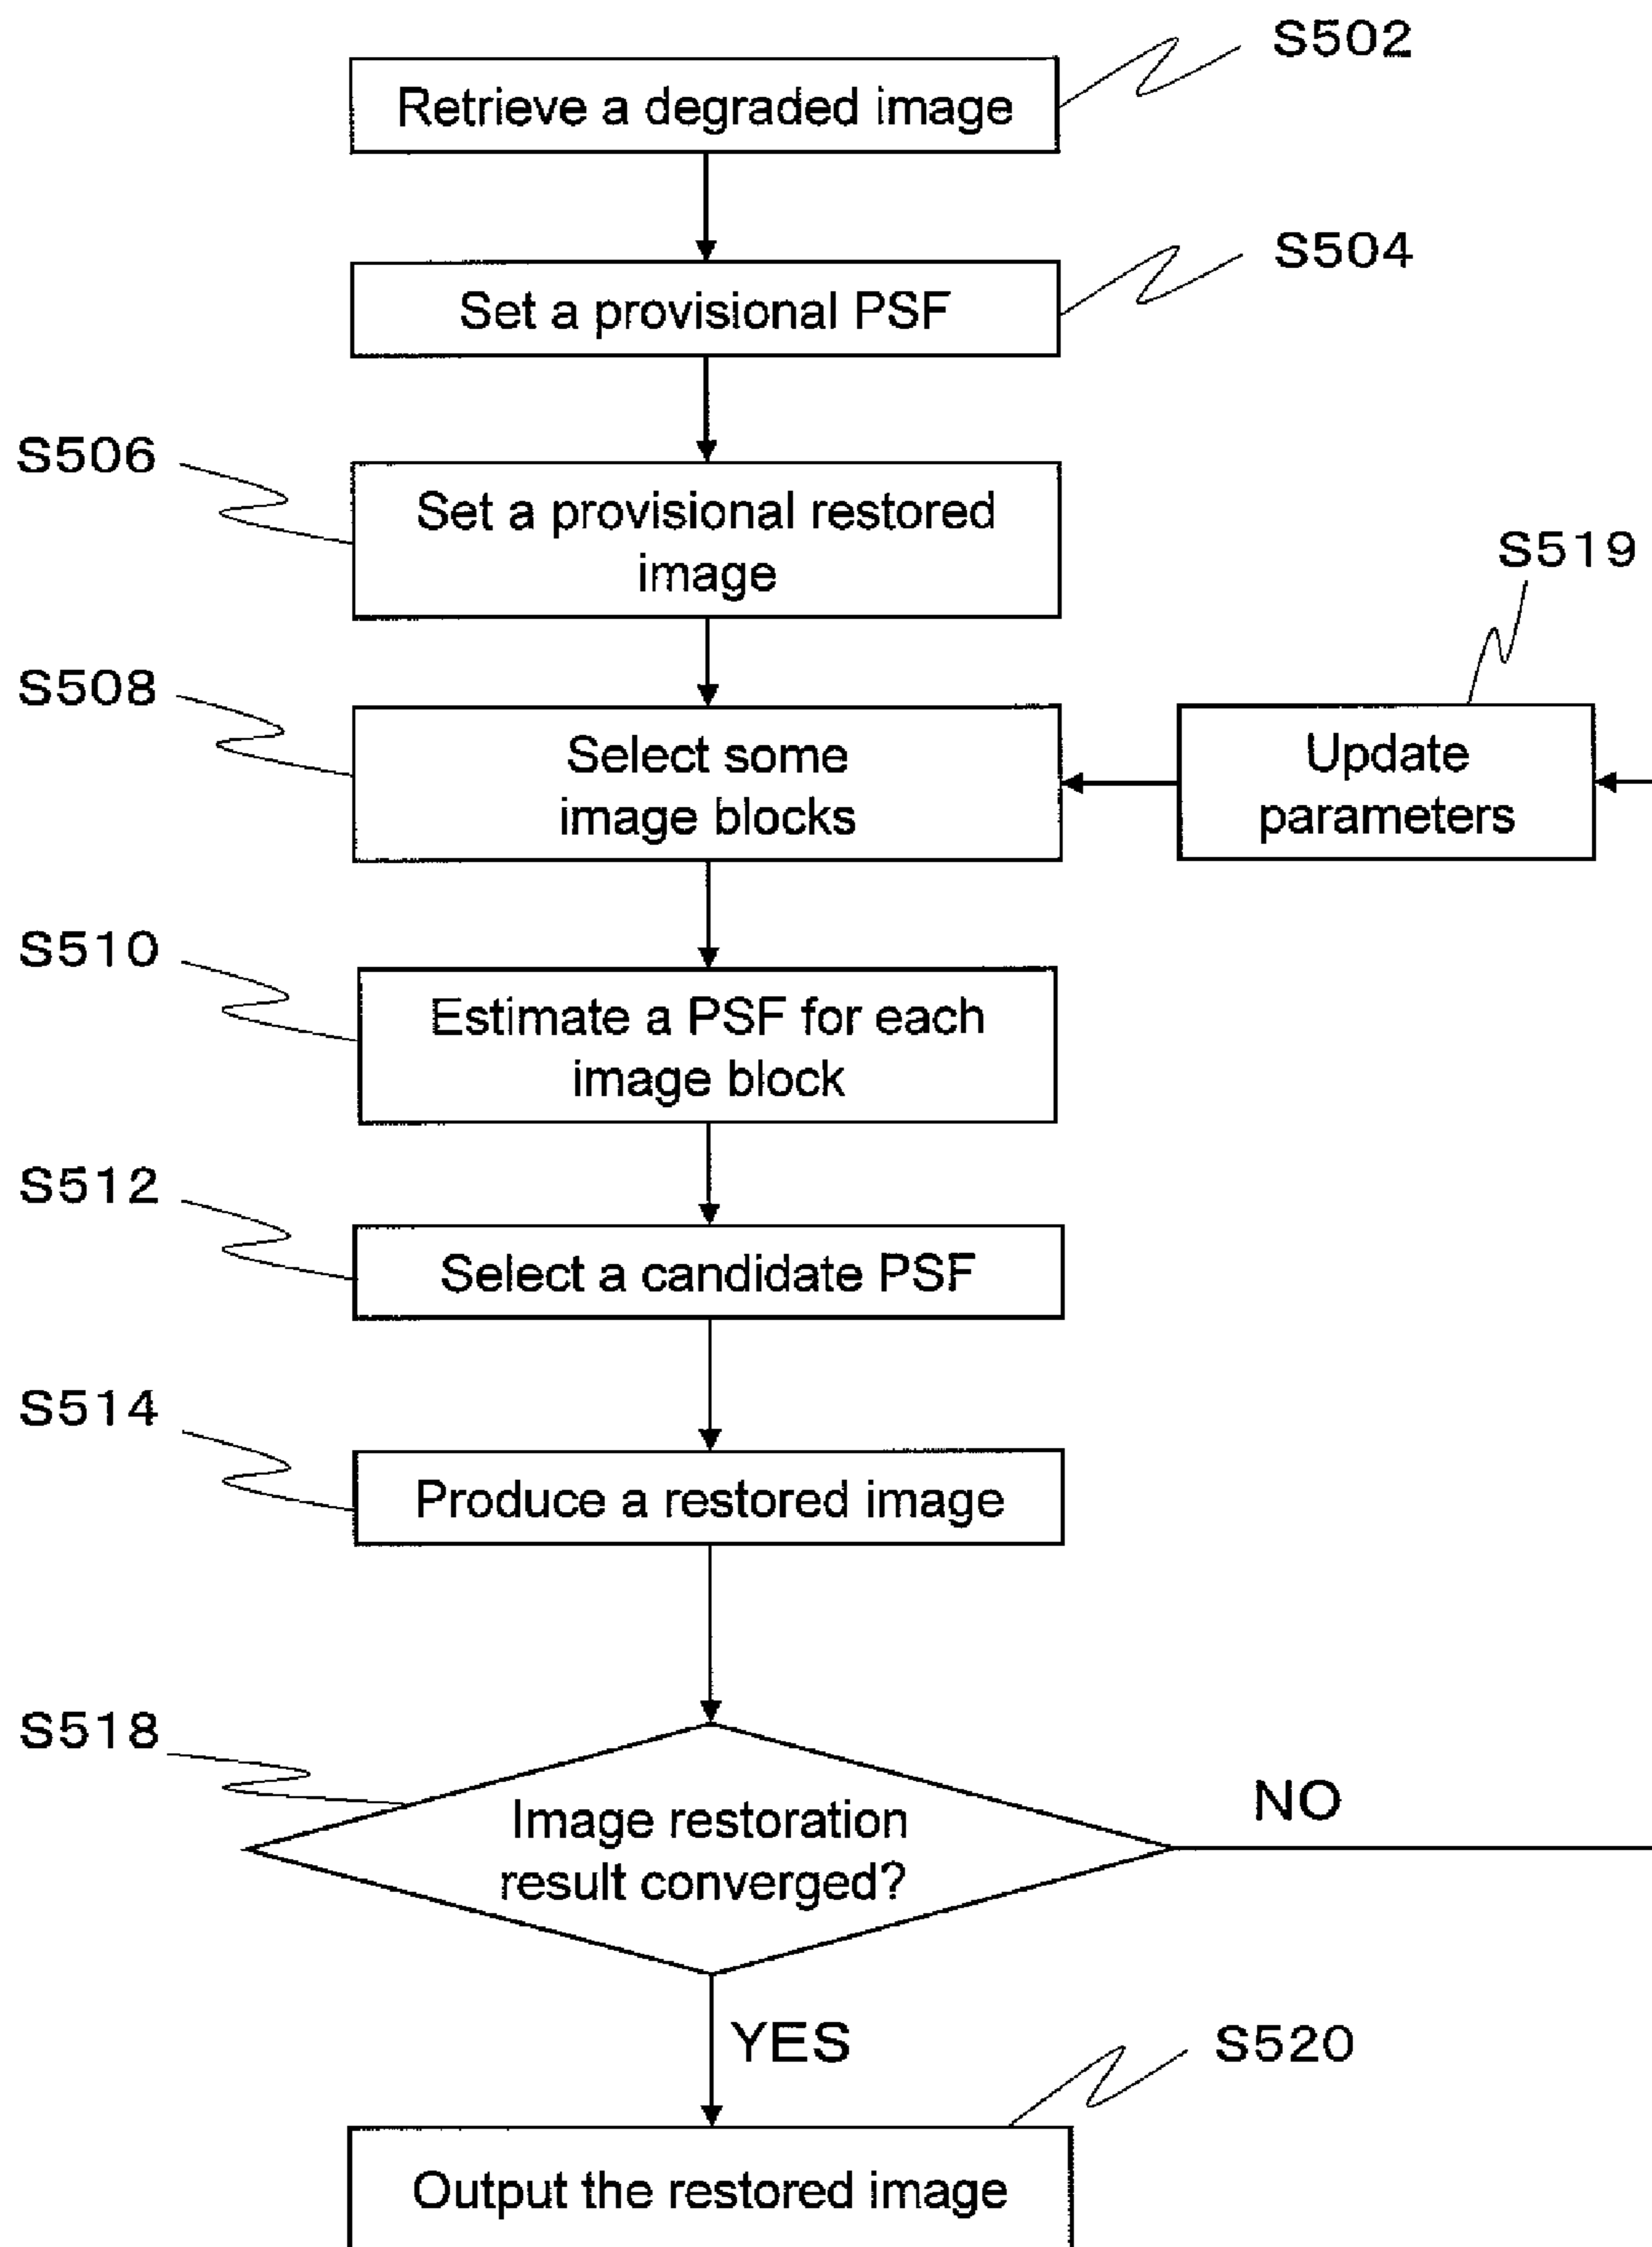 S502
Retrieve a degraded image
S504
Set a provisional PSF
S506
Set a provisional restored
image
S519
S508
Select some
image blocks
Update
parameters
S510
Estimate a PSF for each
image block
S512
Select a candidate PSF
S514
Produce a restored image
S518
Image restoration
result converged?
NO
YES
S520
Output the restored image